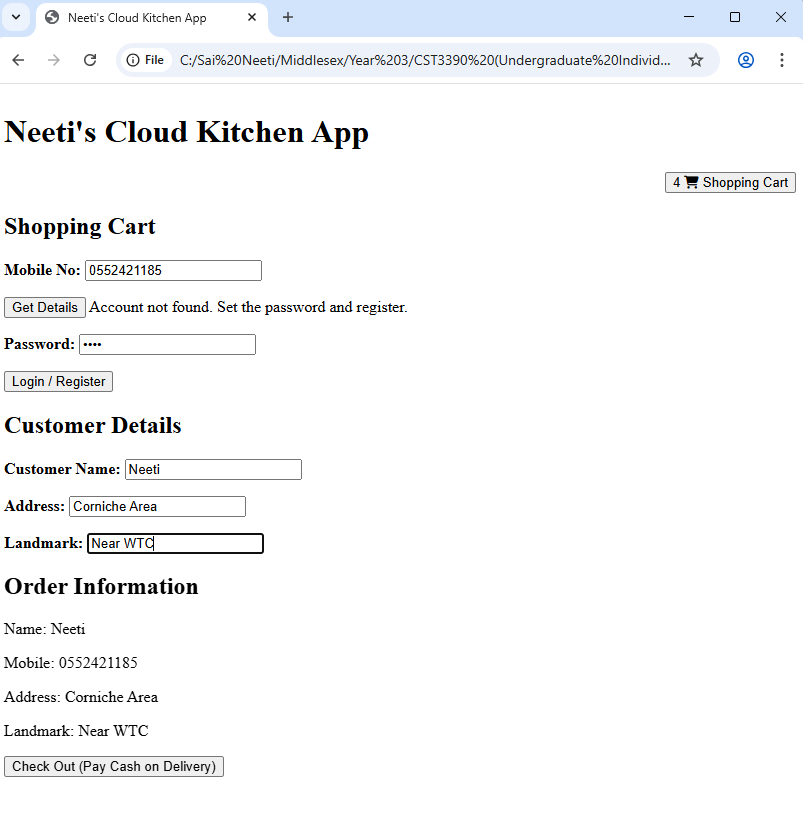 Neeti's Cloud Kitchen App
File C:/Sai%20Neeti/Middlesex/Year%203/CST3390%20(Undergraduate%20Individ...
Neeti's Cloud Kitchen App
4 Shopping Cart
Shopping Cart
Mobile No: 0552421185
Get Details Account not found. Set the password and register.
Password: ••••
Login / Register
Customer Details
Customer Name: Neeti
Address: Corniche Area
Landmark: Near WTC
Order Information
Name: Neeti
Mobile: 0552421185
Address: Corniche Area
Landmark: Near WTC
Check Out (Pay Cash on Delivery)